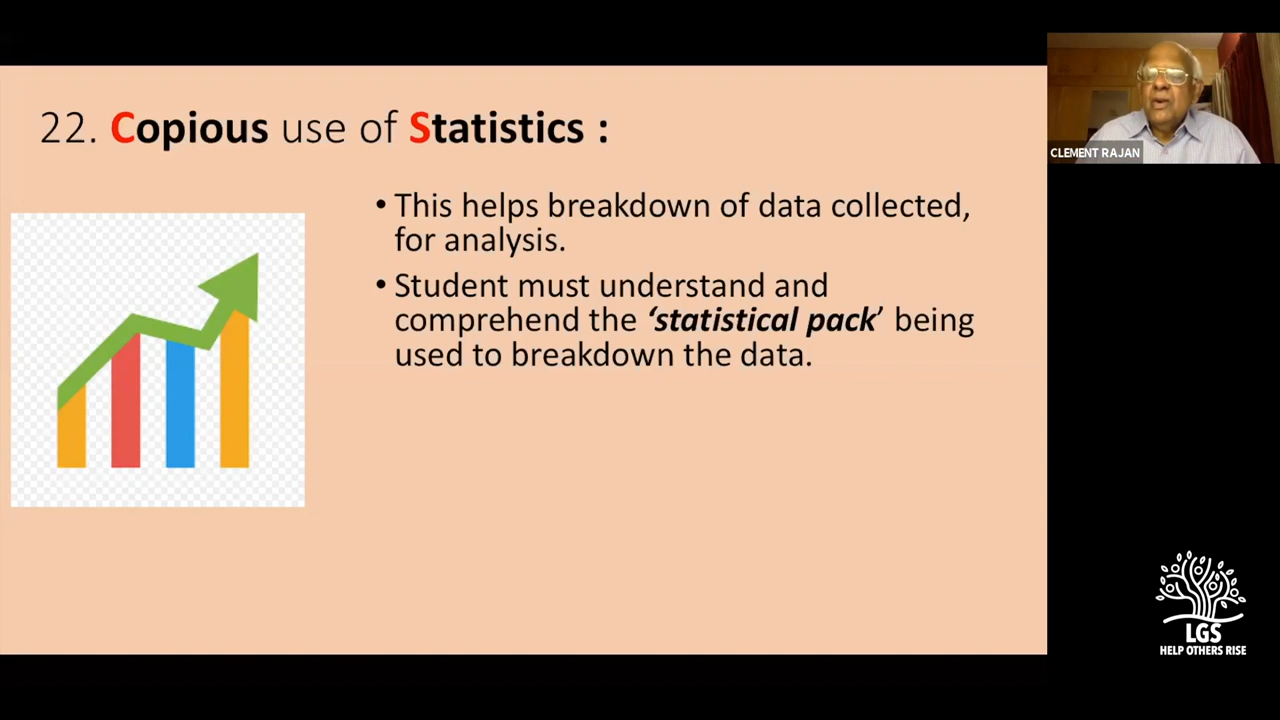 22. Copious use of Statistics :
• This helps breakdown of data collected,
for analysis.
• Student must understand and
comprehend the ‘statistical pack’ being
used to breakdown the data.
CLEMENT RAJAN
LGS
HELP OTHERS RISE